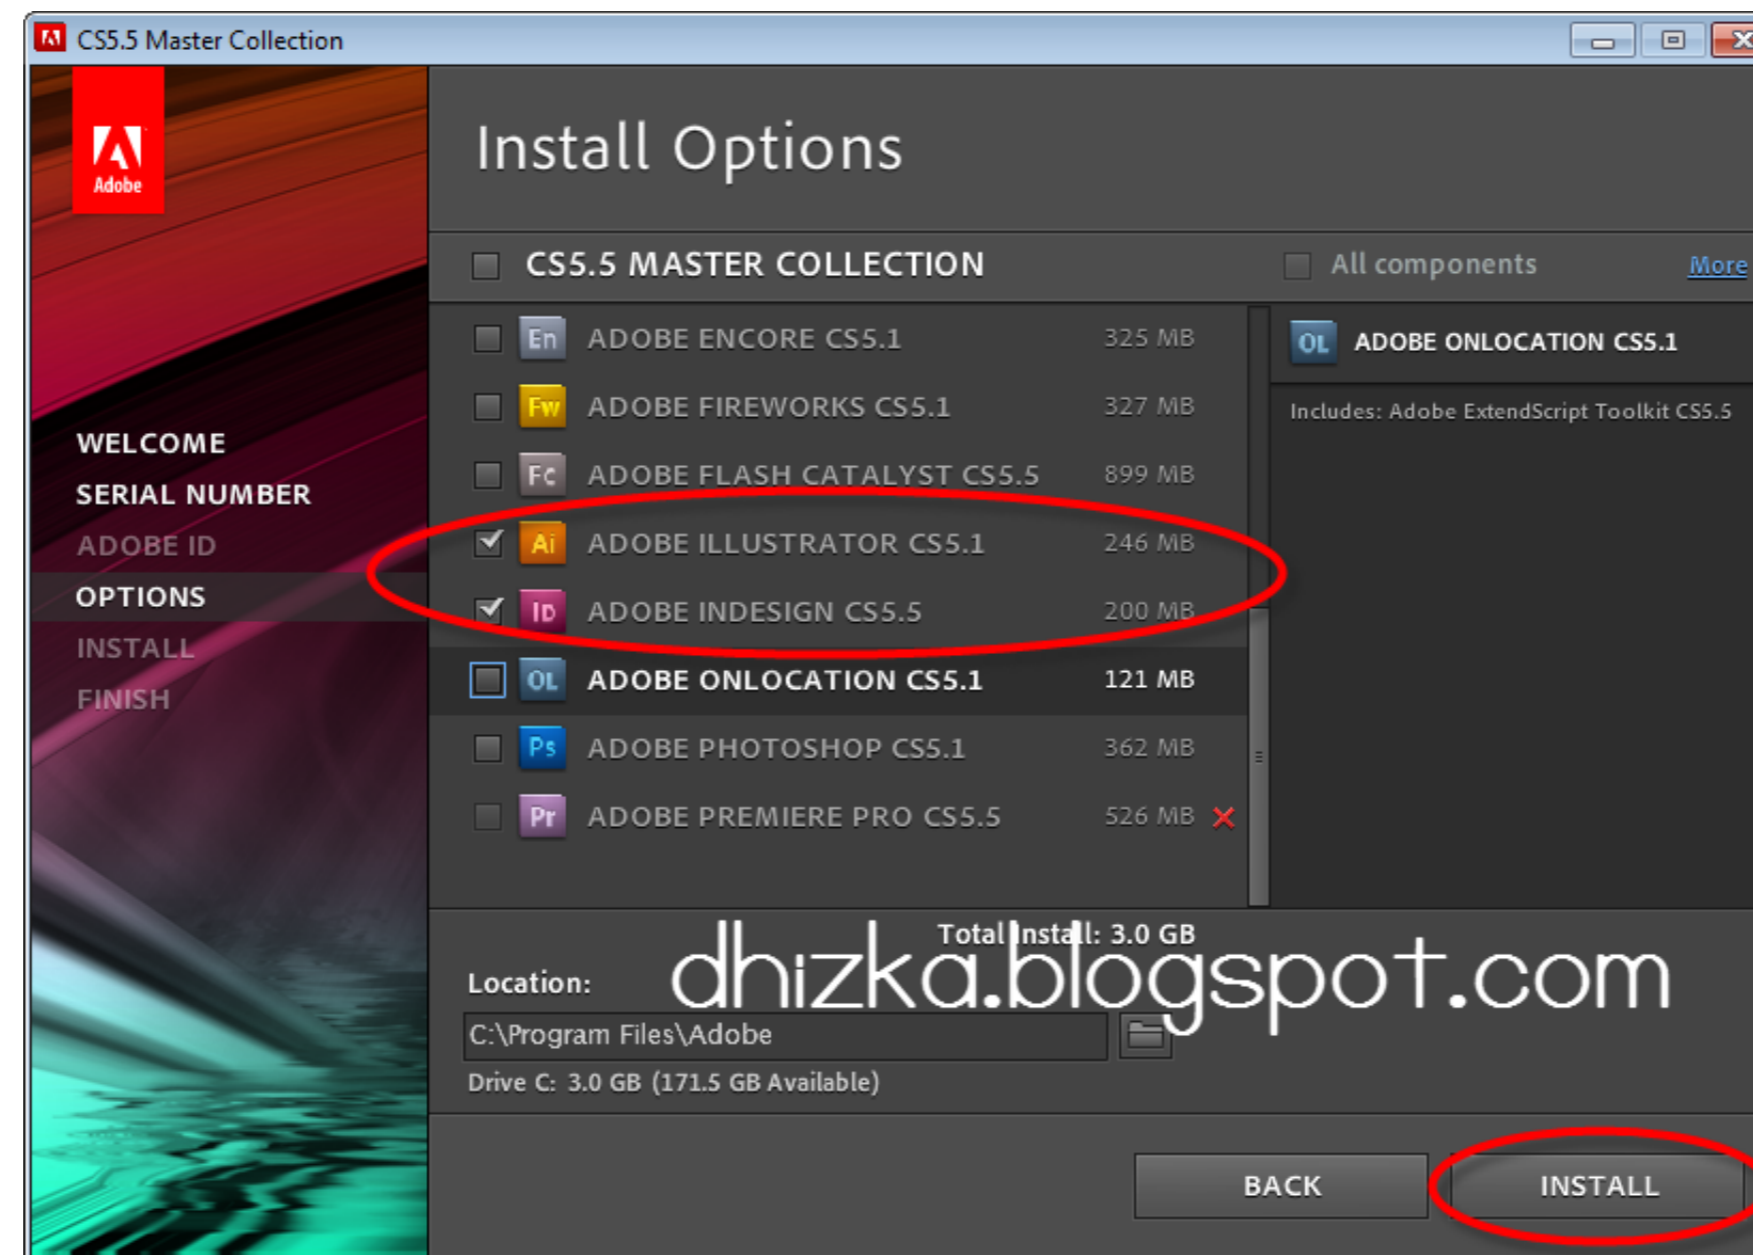 CS5.5 Master Collection
Adobe
Install Options
CS5.5 MASTER COLLECTION
All components
More
WELCOME
SERIAL NUMBER
ADOBE ID
OPTIONS
INSTALL
FINISH
En ADOBE ENCORE CS5.1 325 MB
Fw ADOBE FIREWORKS CS5.1 327 MB
Fc ADOBE FLASH CATALYST CS5.5 899 MB
Ai ADOBE ILLUSTRATOR CS5.1 246 MB
ID ADOBE INDESIGN CS5.5 200 MB
OL ADOBE ONLOCATION CS5.1 121 MB
Ps ADOBE PHOTOSHOP CS5.1 362 MB
Pr ADOBE PREMIERE PRO CS5.5 526 MB
OL ADOBE ONLOCATION CS5.1
Includes: Adobe ExtendScript Toolkit CS5.5
Total Install: 3.0 GB
dhizka.blogspot.com
Location:
C:\Program Files\Adobe
Drive C: 3.0 GB (171.5 GB Available)
BACK
INSTALL